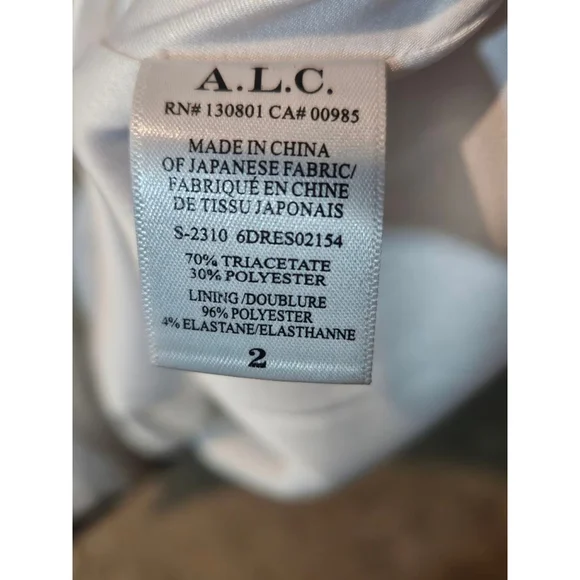 A.L.C.
RN# 130801 CA# 00985
MADE IN CHINA
OF JAPANESE FABRIC/
FABRIQUÉ EN CHINE
DE TISSU JAPONAIS
S-2310 6DRES02154
70% TRIACETATE
30% POLYESTER
LINING/DOUBLURE
96% POLYESTER
4% ELASTANE/ELASTHANNE
2